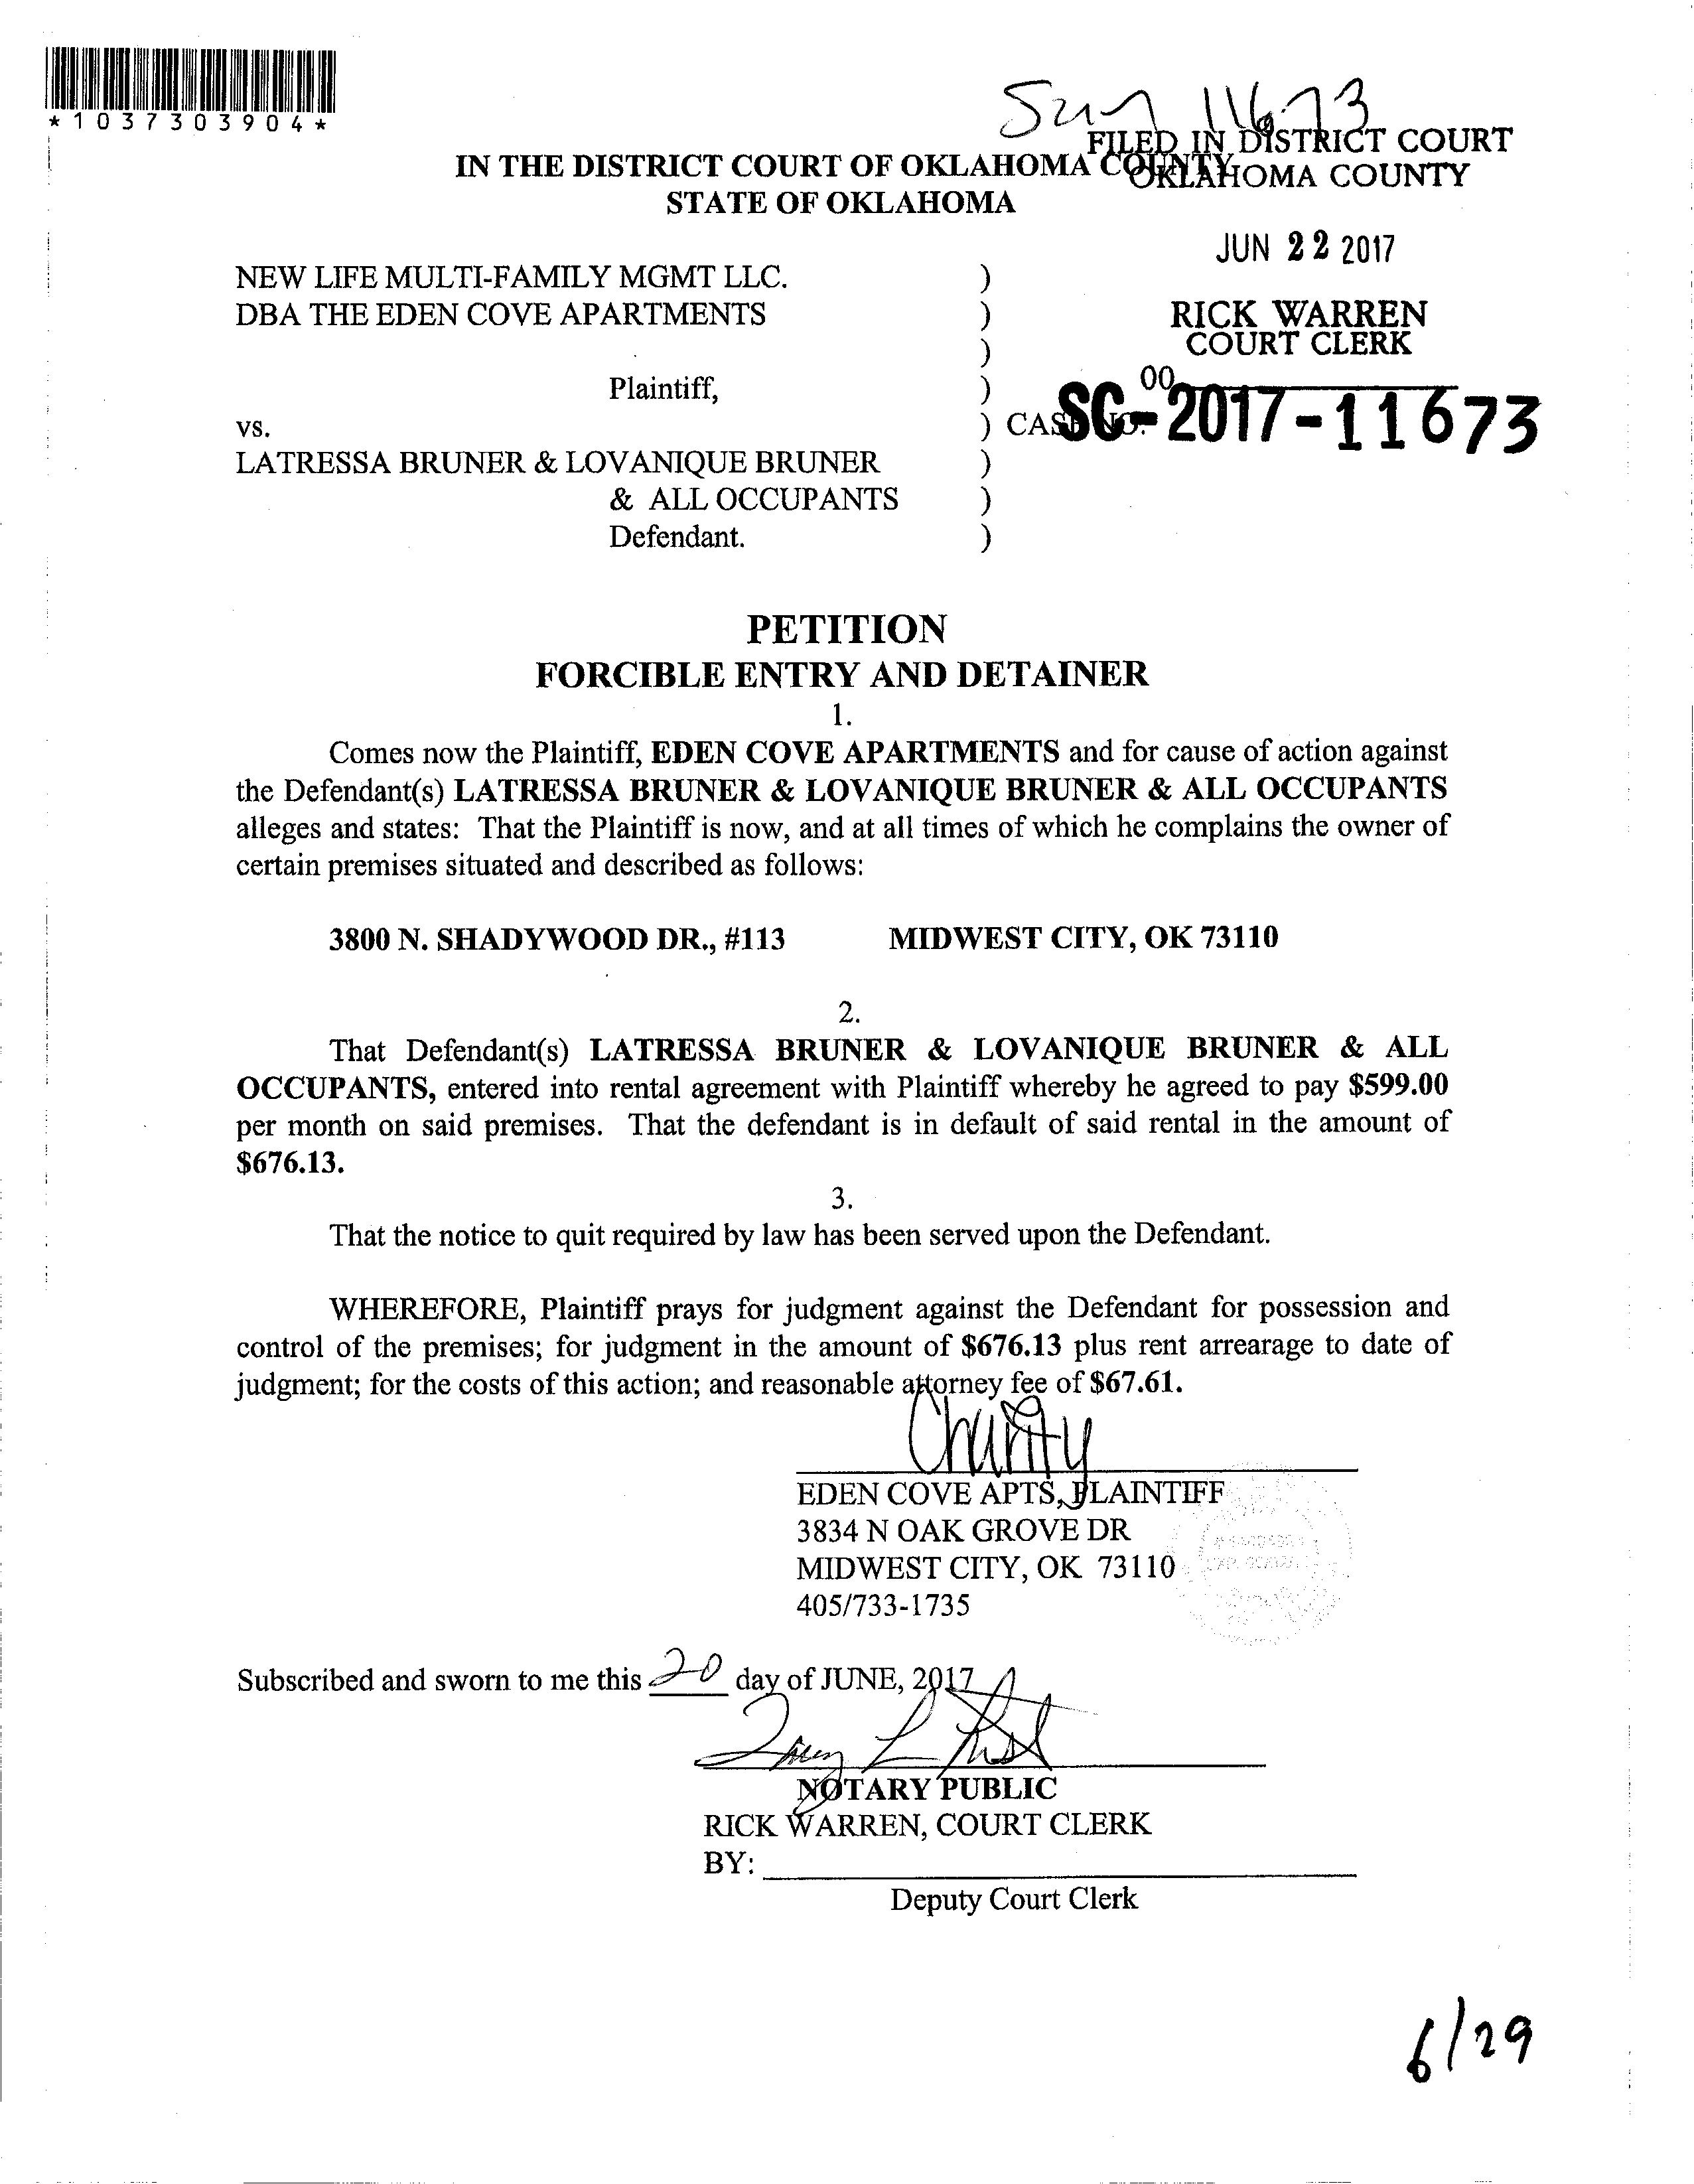 *1037303904*
11673
FILED IN DISTRICT COURT
OKLAHOMA COUNTY
IN THE DISTRICT COURT OF OKLAHOMA COUNTY
STATE OF OKLAHOMA
JUN 22 2017
NEW LIFE MULTI-FAMILY MGMT LLC. )
DBA THE EDEN COVE APARTMENTS )
RICK WARREN
COURT CLERK
)
Plaintiff, )
00
vs. ) CASE NO.
SC-2017-11673
LATRESSA BRUNER & LOVANIQUE BRUNER )
& ALL OCCUPANTS )
Defendant. )
PETITION
FORCIBLE ENTRY AND DETAINER
1.
Comes now the Plaintiff, EDEN COVE APARTMENTS and for cause of action against
the Defendant(s) LATRESSA BRUNER & LOVANIQUE BRUNER & ALL OCCUPANTS
alleges and states: That the Plaintiff is now, and at all times of which he complains the owner of
certain premises situated and described as follows:
3800 N. SHADYWOOD DR., #113 MIDWEST CITY, OK 73110
2.
That Defendant(s) LATRESSA BRUNER & LOVANIQUE BRUNER & ALL
OCCUPANTS, entered into rental agreement with Plaintiff whereby he agreed to pay $599.00
per month on said premises. That the defendant is in default of said rental in the amount of
$676.13.
3.
That the notice to quit required by law has been served upon the Defendant.
WHEREFORE, Plaintiff prays for judgment against the Defendant for possession and
control of the premises; for judgment in the amount of $676.13 plus rent arrearage to date of
judgment; for the costs of this action; and reasonable attorney fee of $67.61.
EDEN COVE APTS, PLAINTIFF
3834 N OAK GROVE DR
MIDWEST CITY, OK 73110
405/733-1735
Subscribed and sworn to me this 20 day of JUNE, 2017
NOTARY PUBLIC
RICK WARREN, COURT CLERK
BY:
Deputy Court Clerk
6/29